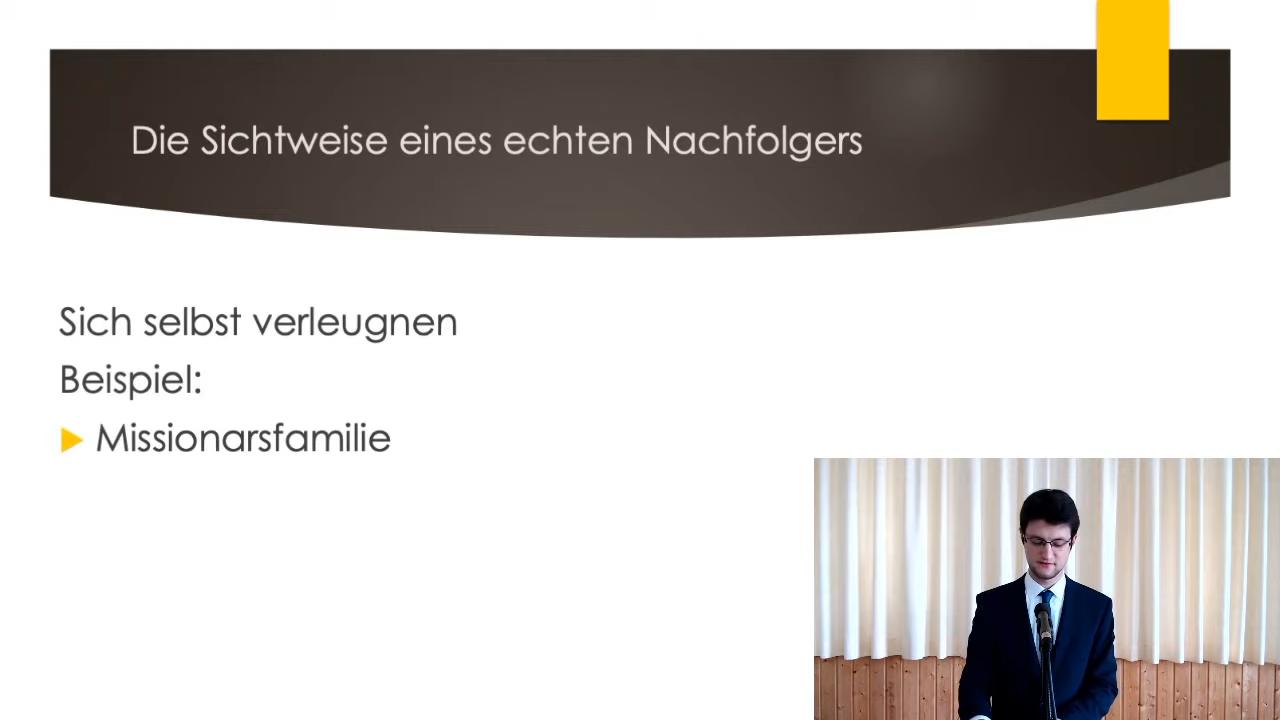 Die Sichtweise eines echten Nachfolgers
Sich selbst verleugnen
Beispiel:
Missionarsfamilie